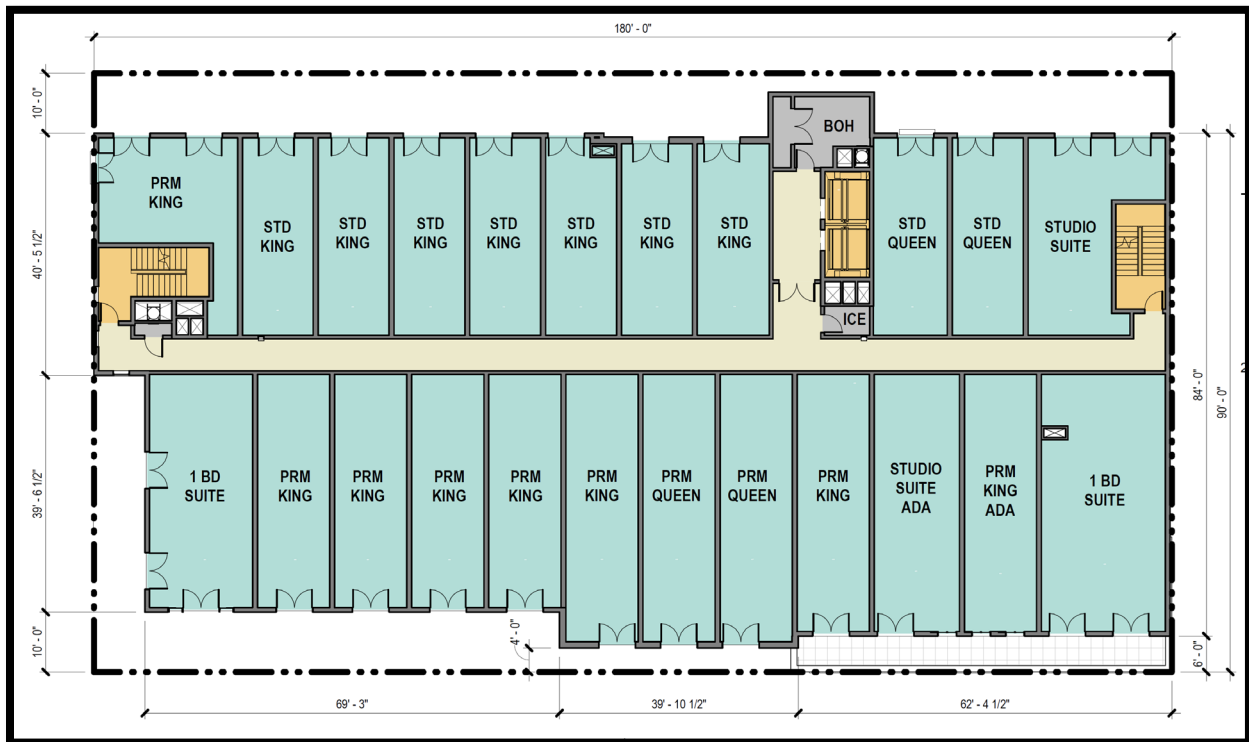 180' - 0"
10' - 0"
40' - 5 1/2"
39' - 6 1/2"
10' - 0"
BOH
PRM
KING
STD
KING
STD
KING
STD
KING
STD
KING
STD
KING
STD
KING
STD
KING
STD
QUEEN
STD
QUEEN
STUDIO
SUITE
ICE
1 BD
SUITE
PRM
KING
PRM
KING
PRM
KING
PRM
KING
PRM
KING
PRM
QUEEN
PRM
QUEEN
PRM
KING
STUDIO
SUITE
ADA
PRM
KING
ADA
1 BD
SUITE
84' - 0"
90' - 0"
4' - 0"
6' - 0"
69' - 3"
39' - 10 1/2"
62' - 4 1/2"